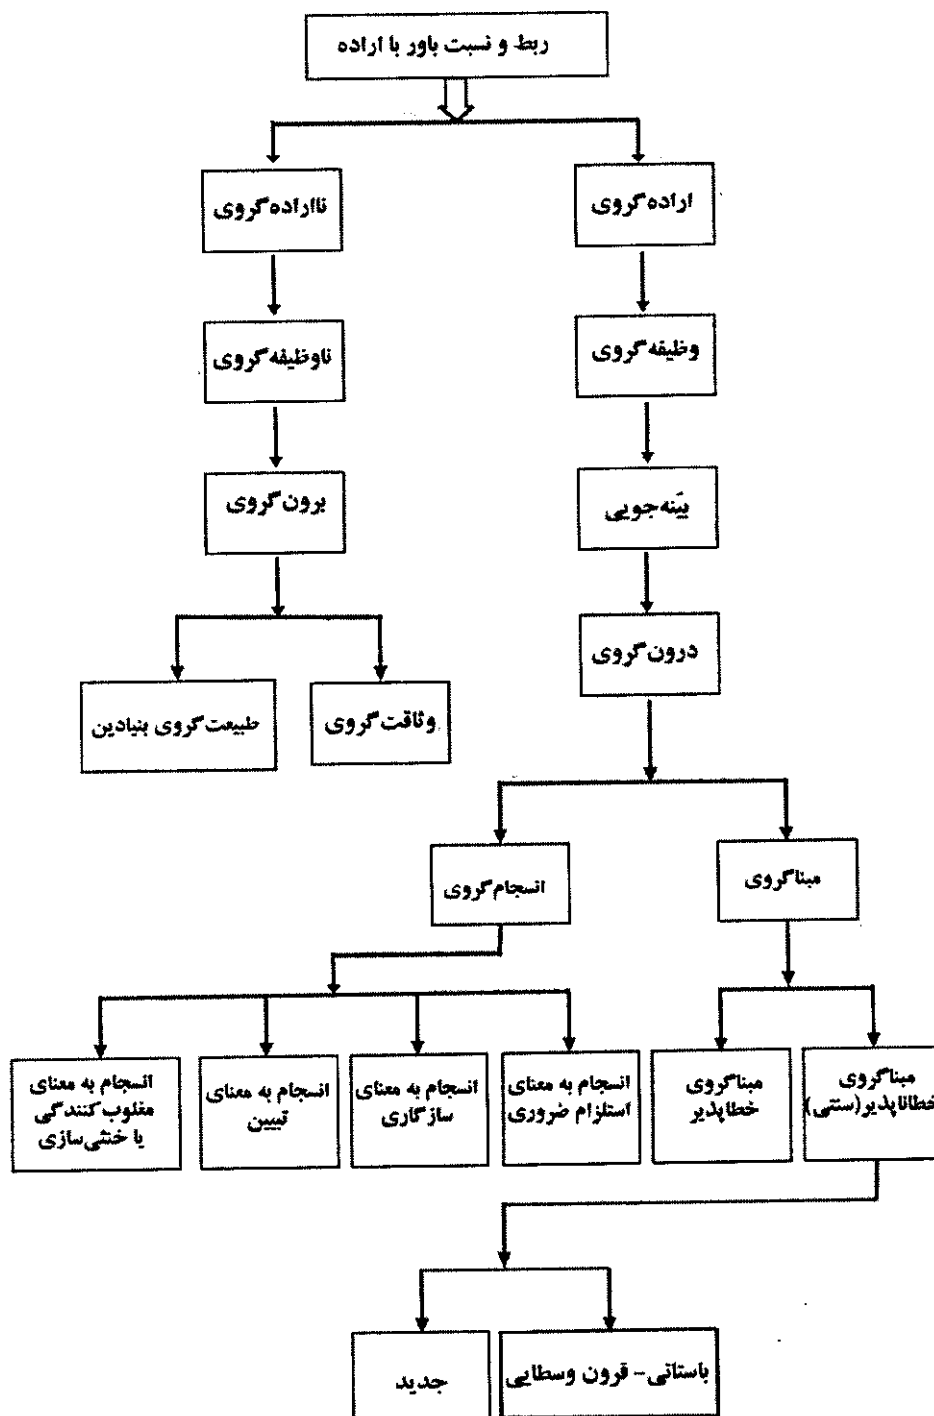 ربط و نسبت باور با اراده
اراده‌گروی
نااراده‌گروی
وظیفه‌گروی
ناوظیفه‌گروی
بیّنه‌جویی
برون‌گروی
درون‌گروی
وثاقت‌گروی
طبیعت‌گروی بنیادین
مبناگروی
انسجام‌گروی
مبناگروی
خطاناپذیر(سنتی)
مبناگروی
خطاپذیر
انسجام به معنای
استلزام ضروری
انسجام به معنای
سازگاری
انسجام به معنای
تبیین
انسجام به معنای
مغلوب‌کنندگی
یا خنثی‌سازی
باستانی- قرون وسطایی
جدید